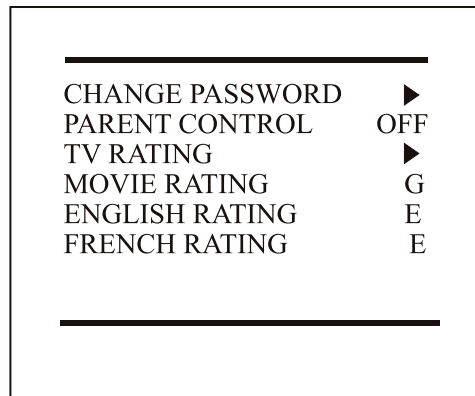 CHANGE PASSWORD ▶
PARENT CONTROL OFF
TV RATING ▶
MOVIE RATING G
ENGLISH RATING E
FRENCH RATING E